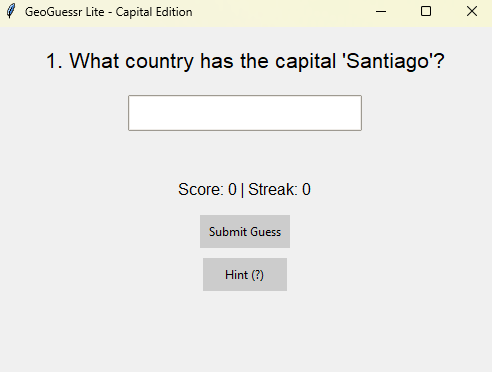 GeoGuessr Lite - Capital Edition
1. What country has the capital 'Santiago'?
Score: 0 | Streak: 0
Submit Guess
Hint (?)